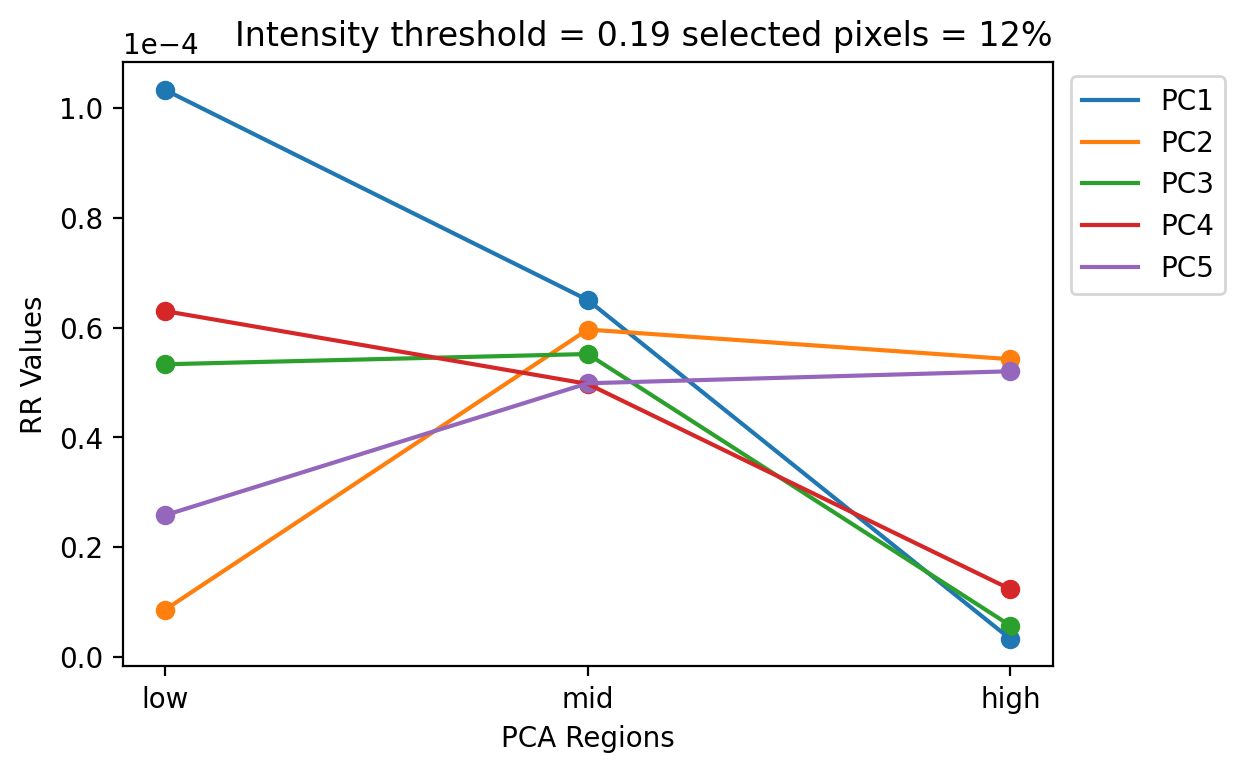 Intensity threshold = 0.19 selected pixels = 12%
1e−4
1.0
0.8
0.6
0.4
0.2
0.0
RR Values
low
mid
high
PCA Regions
PC1
PC2
PC3
PC4
PC5